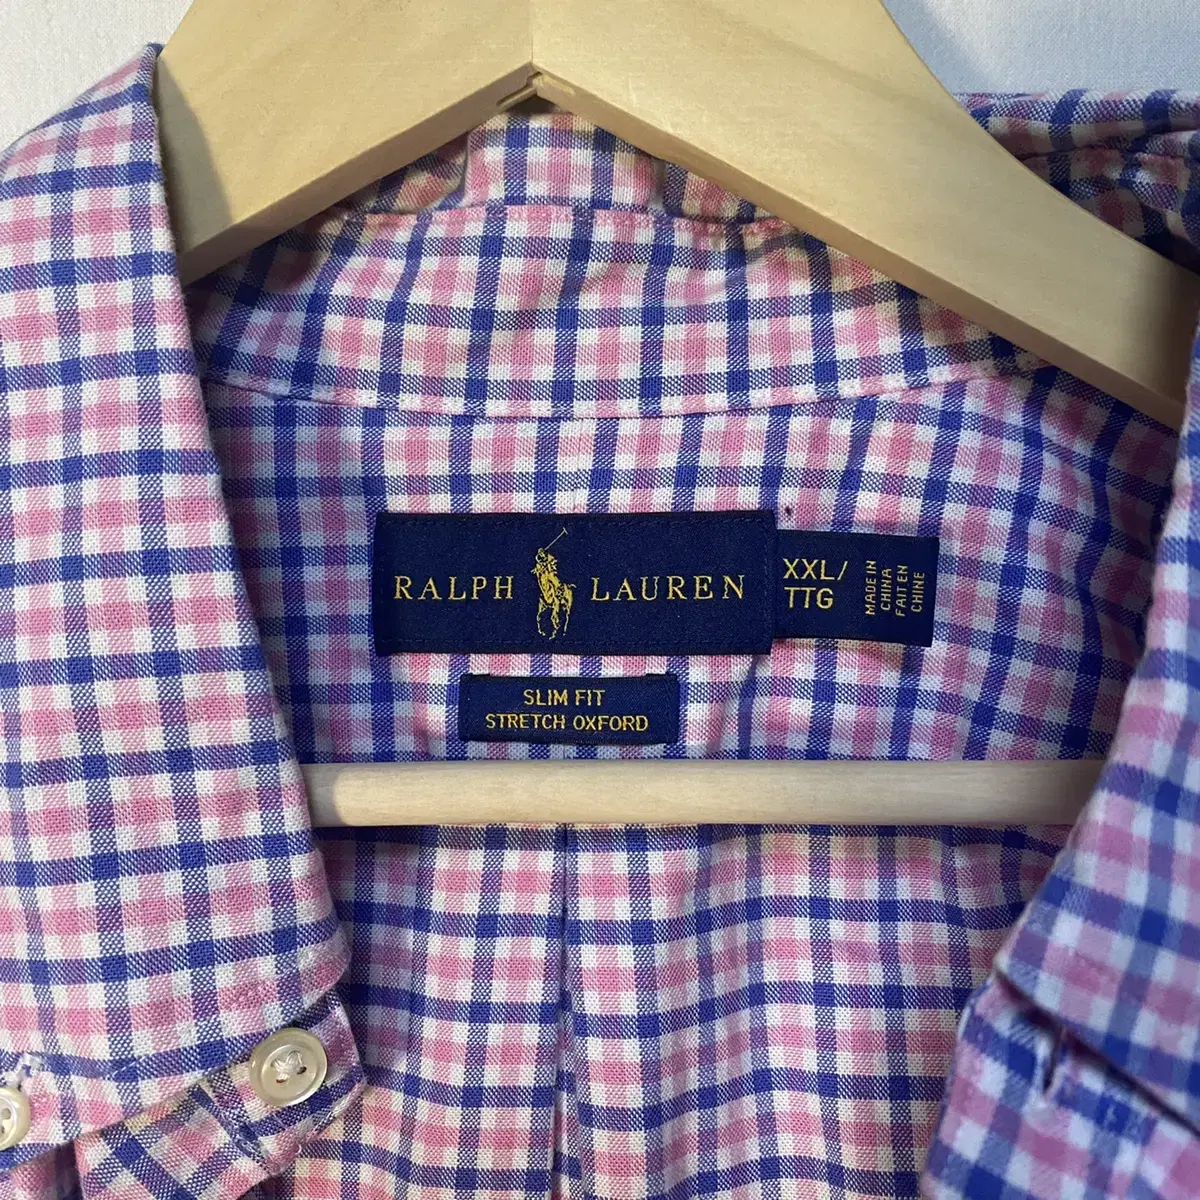 RALPH LAUREN
XXL/
TTG
MADE IN
CHINA
FAIT EN
CHINE
SLIM FIT
STRETCH OXFORD